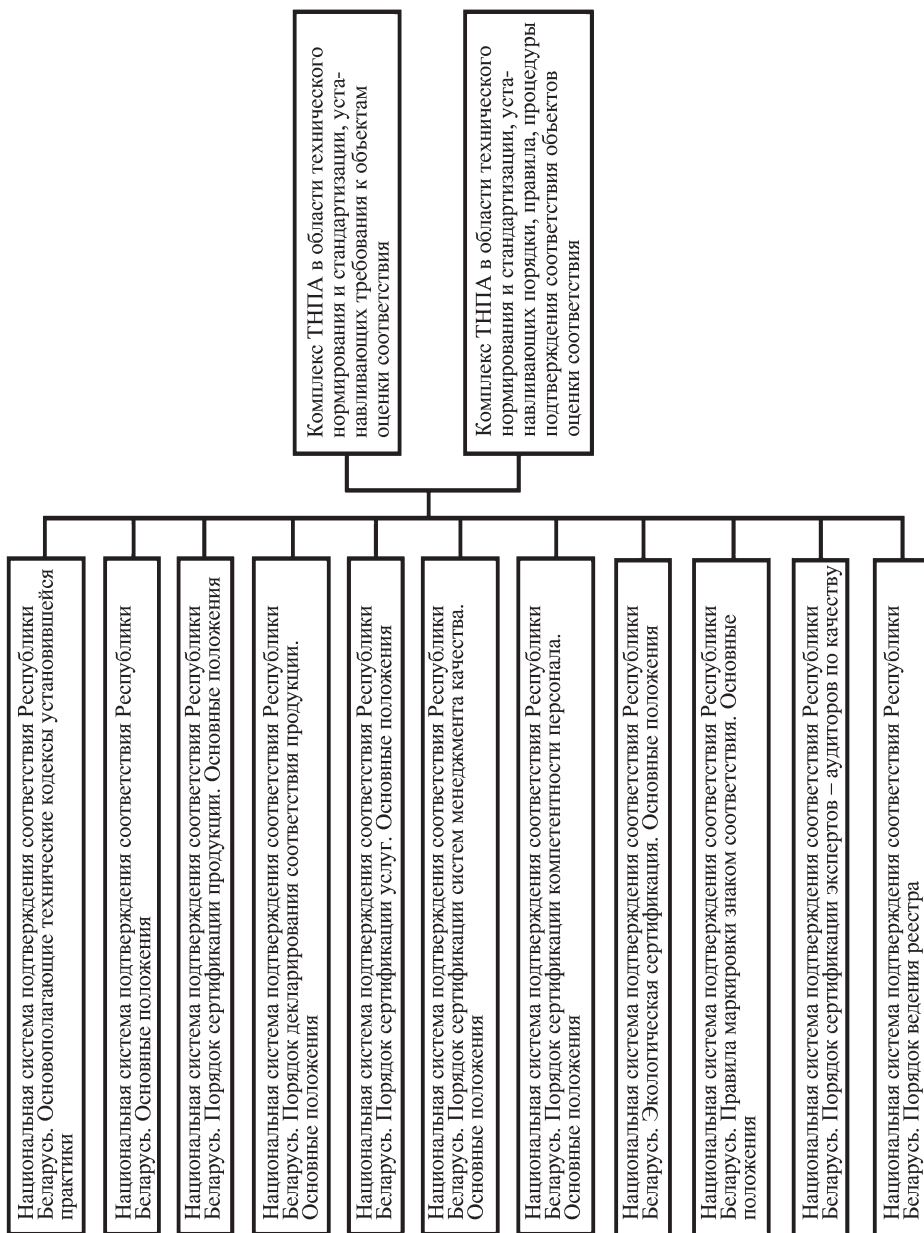 Национальная система подтверждения соответствия Республики
Беларусь. Основополагающие технические кодексы установившейся
практики
Национальная система подтверждения соответствия Республики
Беларусь. Основные положения
Национальная система подтверждения соответствия Республики
Беларусь. Порядок сертификации продукции. Основные положения
Национальная система подтверждения соответствия Республики
Беларусь. Порядок декларирования соответствия продукции.
Основные положения
Национальная система подтверждения соответствия Республики
Беларусь. Порядок сертификации услуг. Основные положения
Национальная система подтверждения соответствия Республики
Беларусь. Порядок сертификации систем менеджмента качества.
Основные положения
Национальная система подтверждения соответствия Республики
Беларусь. Порядок сертификации компетентности персонала.
Основные положения
Национальная система подтверждения соответствия Республики
Беларусь. Экологическая сертификация. Основные положения
Национальная система подтверждения соответствия Республики
Беларусь. Правила маркировки знаком соответствия. Основные
положения
Национальная система подтверждения соответствия Республики
Беларусь. Порядок сертификации экспертов – аудиторов по качеству
Национальная система подтверждения соответствия Республики
Беларусь. Порядок ведения реестра
Комплекс ТНПА в области технического
нормирования и стандартизации, уста-
навливающих требования к объектам
оценки соответствия
Комплекс ТНПА в области технического
нормирования и стандартизации, уста-
навливающих порядки, правила, процедуры
подтверждения соответствия объектов
оценки соответствия